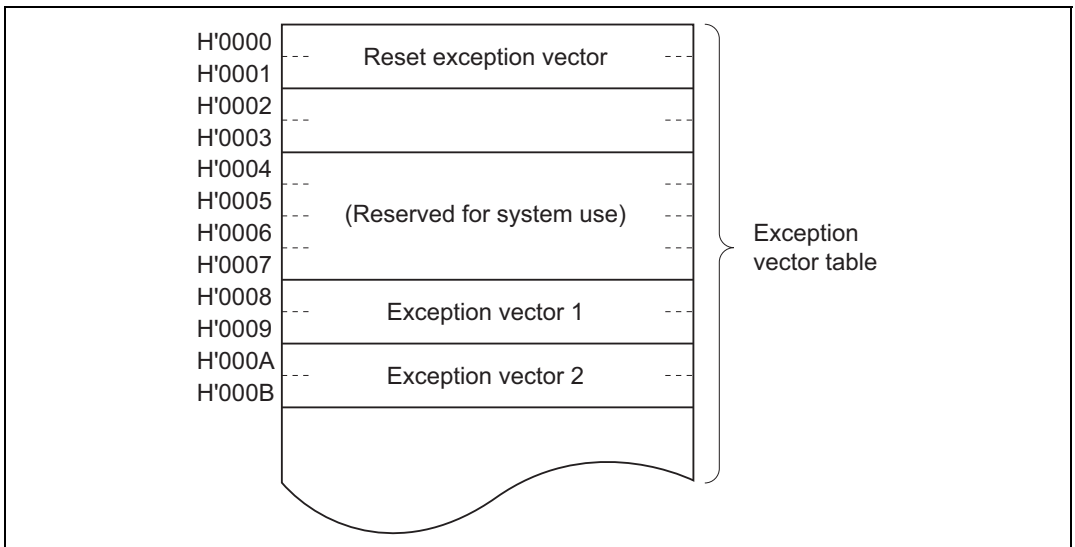 H'0000
Reset exception vector
H'0001
H'0002
H'0003
H'0004
H'0005
(Reserved for system use)
H'0006
H'0007
Exception
vector table
H'0008
Exception vector 1
H'0009
H'000A
Exception vector 2
H'000B